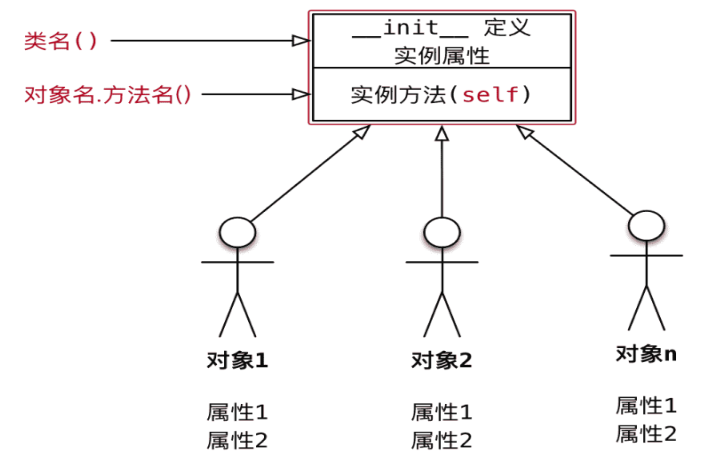 类名()
__init__ 定义
实例属性
对象名.方法名()
实例方法(self)
对象1
对象2
对象n
属性1
属性2
属性1
属性2
属性1
属性2